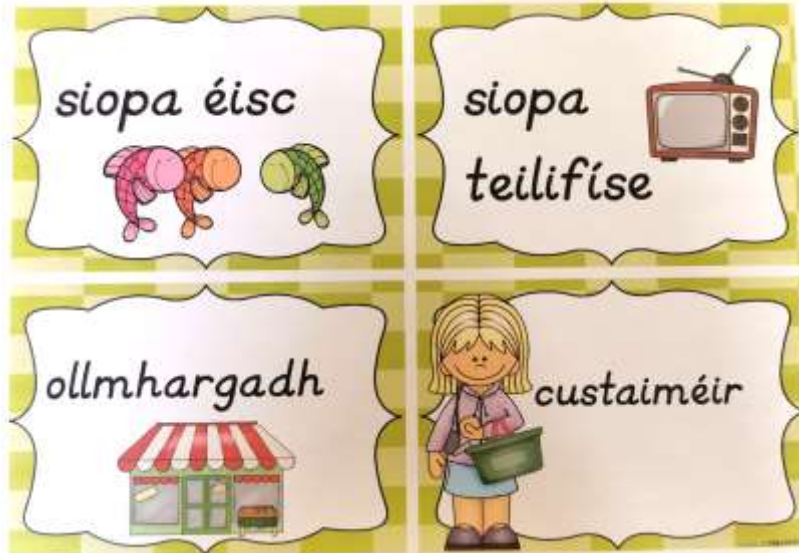 siopa éisc
siopa
teilifíse
ollmhargadh
custaiméir